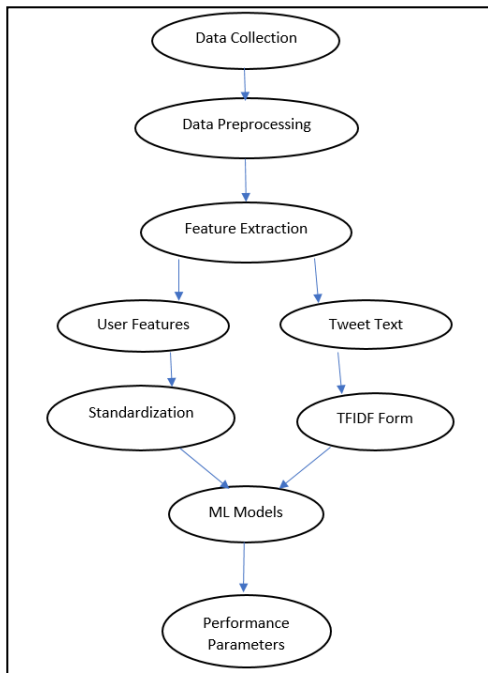 Data Collection
Data Preprocessing
Feature Extraction
User Features
Tweet Text
Standardization
TFIDF Form
ML Models
Performance
Parameters